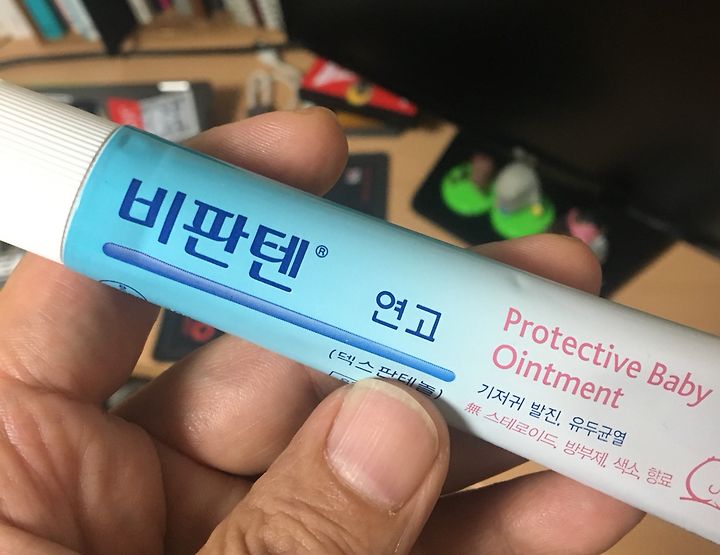 비판텐®
연고
(덱스판테놀)
Protective Baby
Ointment
기저귀 발진, 유두균열
無 스테로이드, 방부제, 색소, 향료